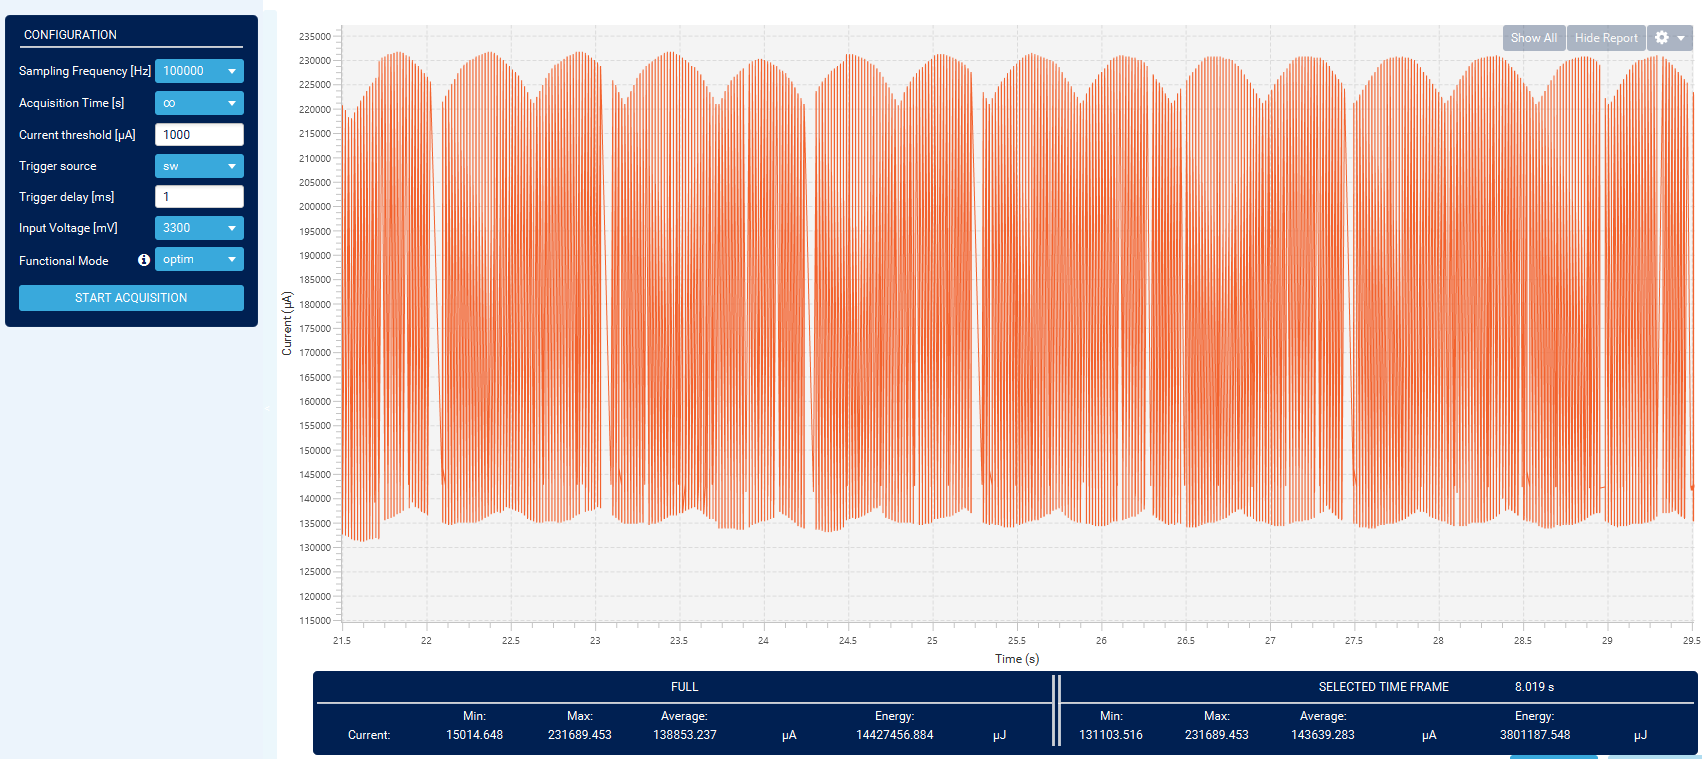 CONFIGURATION
Sampling Frequency [Hz] 100000
Acquisition Time [s] ∞
Current threshold [µA] 1000
Trigger source sw
Trigger delay [ms] 1
Input Voltage [mV] 3300
Functional Mode optim
START ACQUISITION
Show All Hide Report
Current (µA)
235000
230000
225000
220000
215000
210000
205000
200000
195000
190000
185000
180000
175000
170000
165000
160000
155000
150000
145000
140000
135000
130000
125000
120000
115000
21.5 22 22.5 23 23.5 24 24.5 25 25.5 26 26.5 27 27.5 28 28.5 29 29.5
Time (s)
FULL SELECTED TIME FRAME 8.019 s
Min: Max: Average: Energy: Min: Max: Average: Energy:
Current: 15014.648 231689.453 138853.237 µA 14427456.884 µJ 131103.516 231689.453 143639.283 µA 3801187.548 µJ